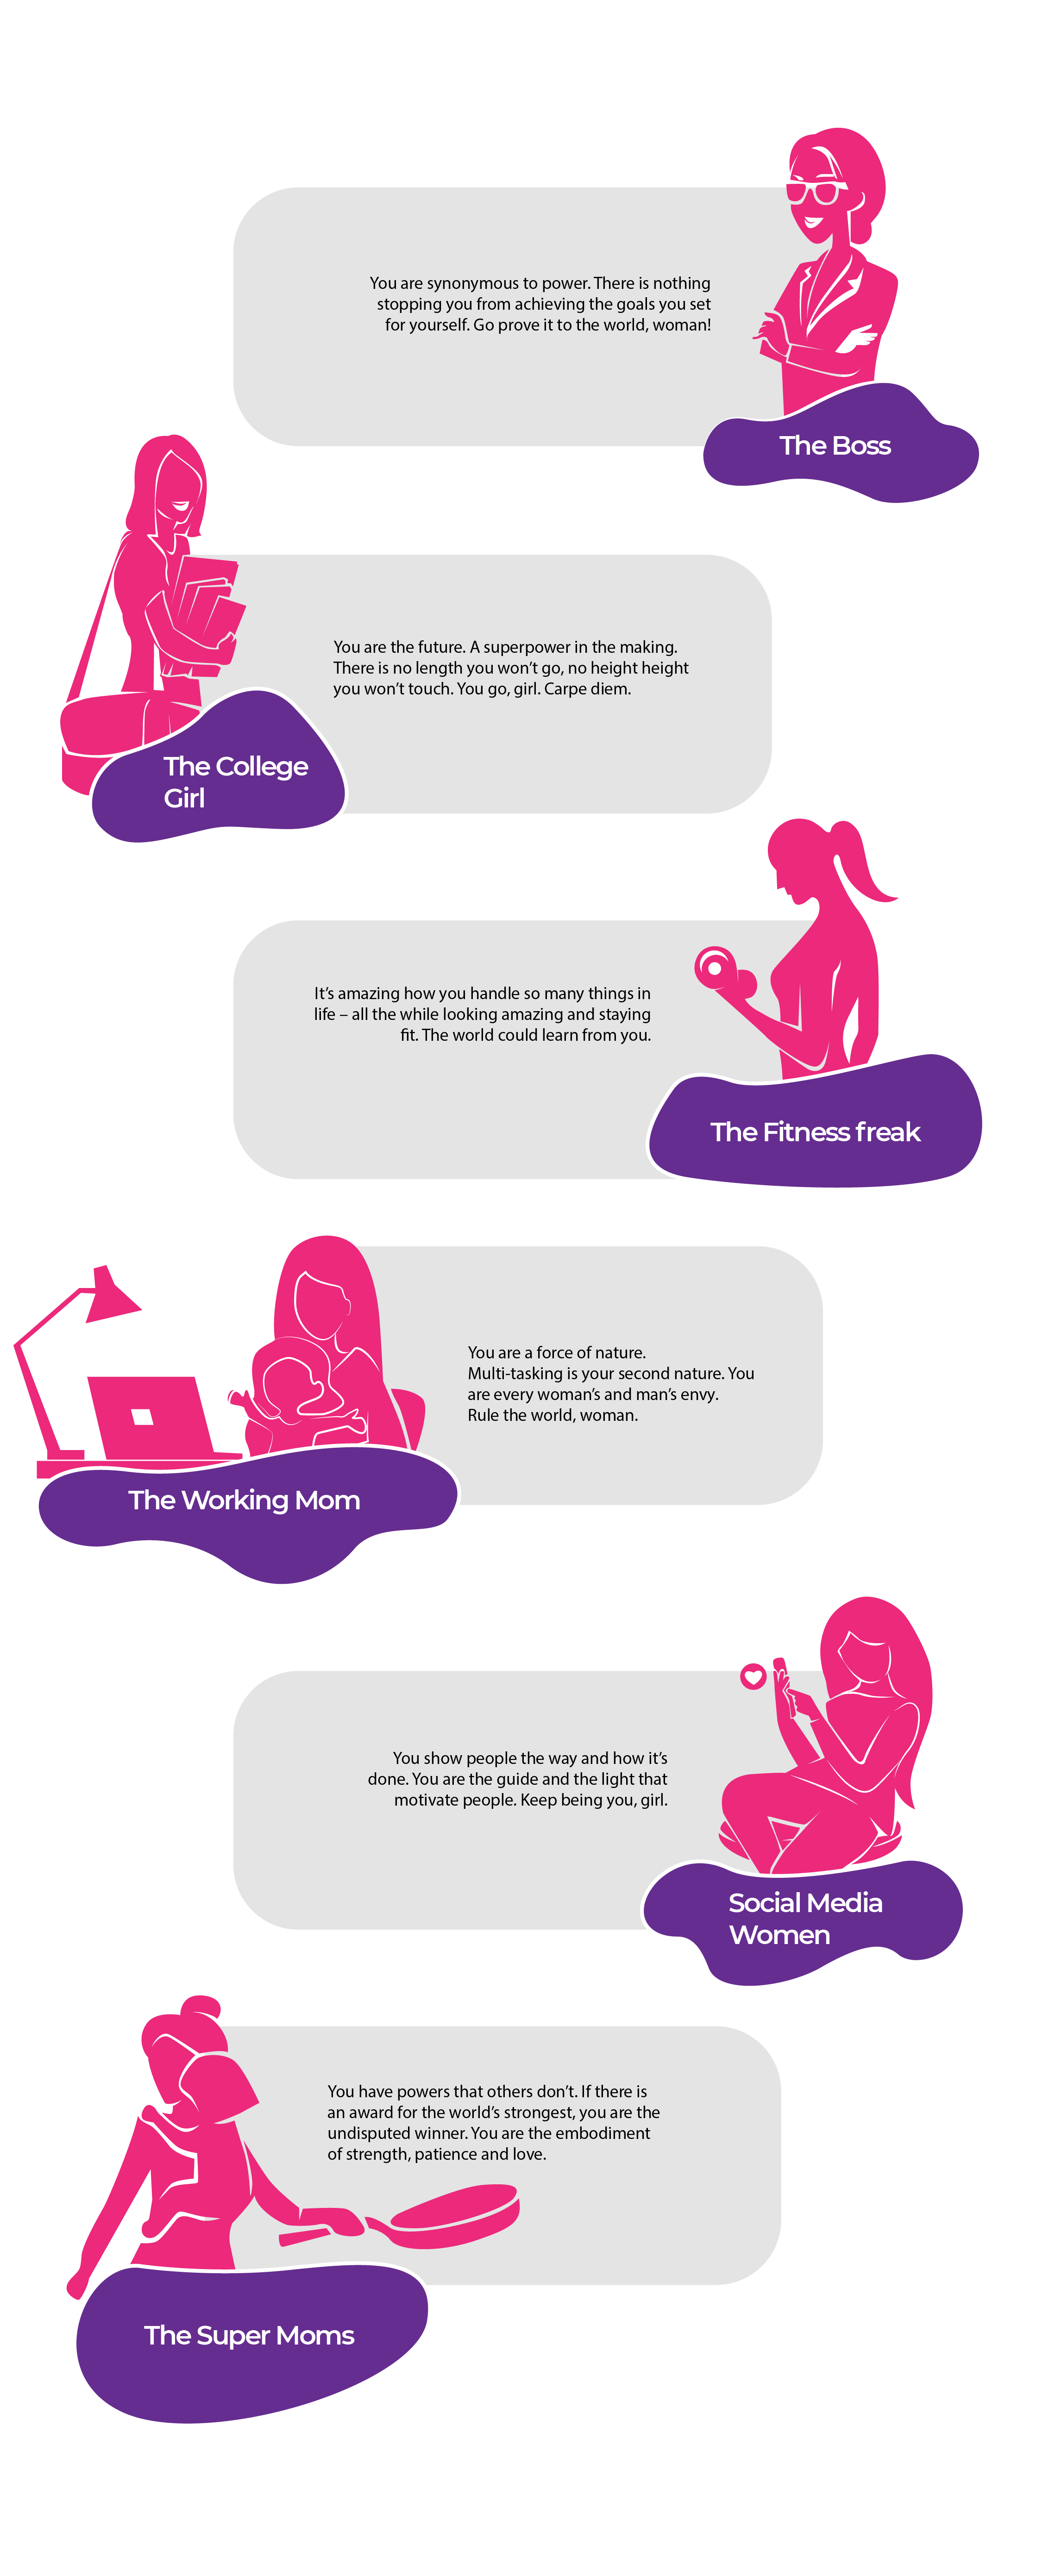 You are synonymous to power. There is nothing
stopping you from achieving the goals you set
for yourself. Go prove it to the world, woman!
The Boss
You are the future. A superpower in the making.
There is no length you won't go, no height height
you won't touch. You go, girl. Carpe diem.
The College
Girl
It's amazing how you handle so many things in
life – all the while looking amazing and staying
fit. The world could learn from you.
The Fitness freak
You are a force of nature.
Multi-tasking is your second nature. You
are every woman's and man's envy.
Rule the world, woman.
The Working Mom
You show people the way and how it's
done. You are the guide and the light that
motivate people. Keep being you, girl.
Social Media
Women
You have powers that others don't. If there is
an award for the world's strongest, you are the
undisputed winner. You are the embodiment
of strength, patience and love.
The Super Moms